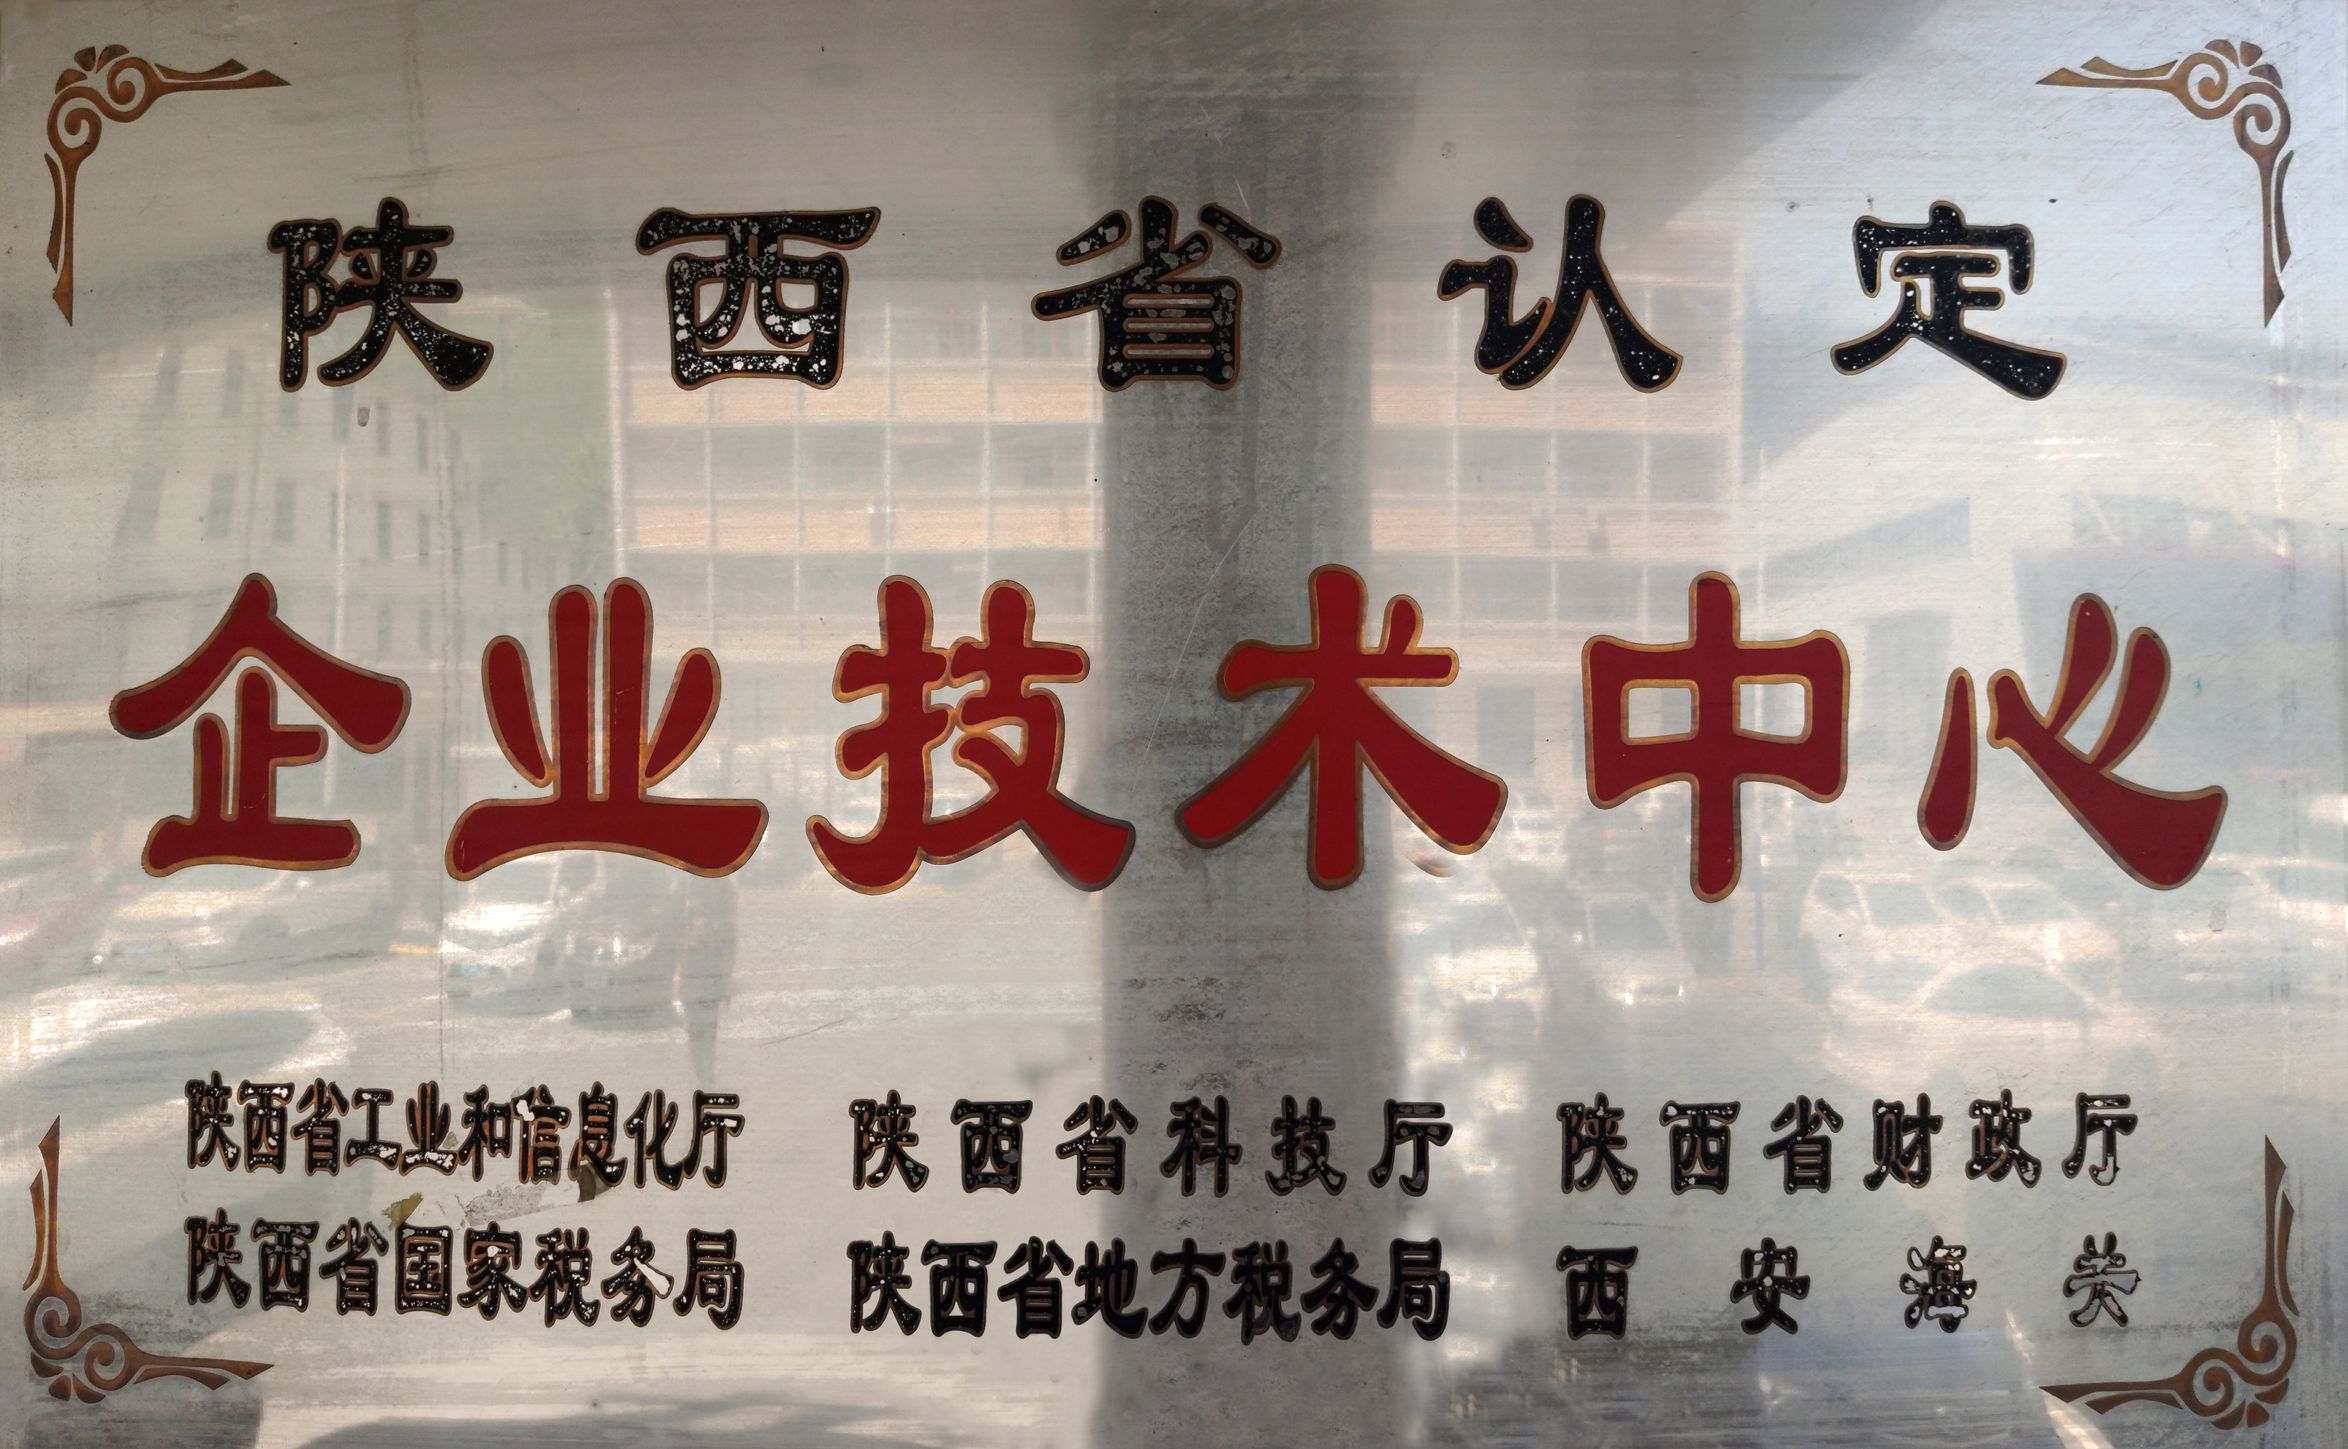 陕西省认定
企业技术中心
陕西省工业和信息化厅 陕西省科技厅 陕西省财政厅
陕西省国家税务局 陕西省地方税务局 西安海关